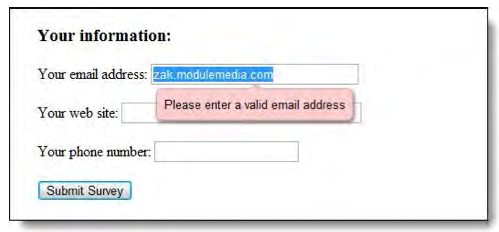 Your information:
Your email address: zak.modulemedia.com
Please enter a valid email address
Your web site:
Your phone number:
Submit Survey